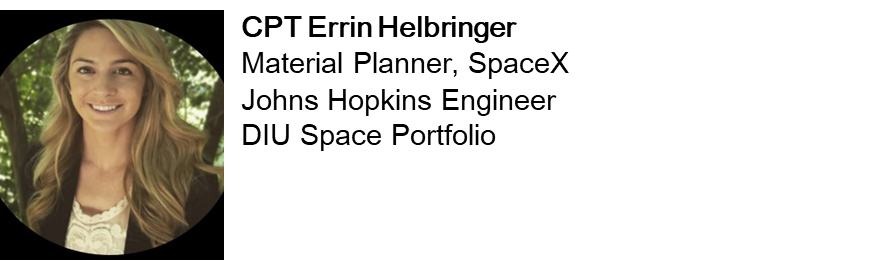 CPT Errin Helbringer
Material Planner, SpaceX
Johns Hopkins Engineer
DIU Space Portfolio